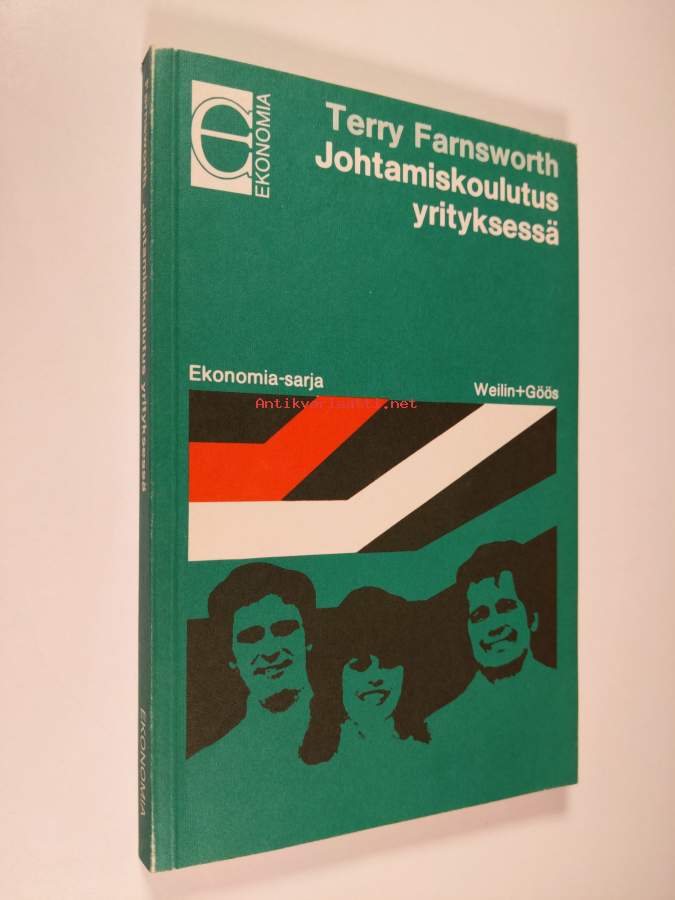 EKONOMIA
Terry Farnsworth
Johtamiskoulutus
yrityksessä
Ekonomia-sarja
Weilin+Göös
Antikvariaatti.net
Farnsworth Johtamiskoulutus yrityksessä
EKONOMIA